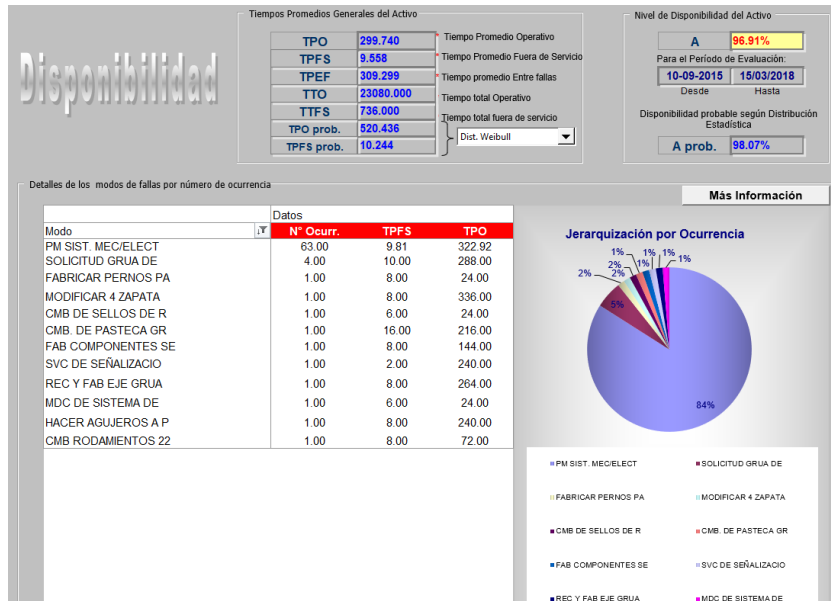 Disponibilidad
Tiempos Promedios Generales del Activo
TPO 299.740 * Tiempo Promedio Operativo
TPFS 9.558 * Tiempo Promedio Fuera de Servicio
TPEF 309.299 * Tiempo promedio Entre fallas
TTO 23080.000 Tiempo total Operativo
TTFS 736.000 Tiempo total fuera de servicio
TPO prob. 520.436
TPFS prob. 10.244
Dist. Weibull
Nivel de Disponibilidad del Activo
A 96.91%
Para el Período de Evaluación:
10-09-2015 15/03/2018
Desde Hasta
Disponibilidad probable según Distribución
Estadística
A prob. 98.07%
Detalles de los modos de fallas por número de ocurrencia
Más Información
Datos
Modo N° Ocurr. TPFS TPO
PM SIST. MEC/ELECT 63.00 9.81 322.92
SOLICITUD GRUA DE 4.00 10.00 288.00
FABRICAR PERNOS PA 1.00 8.00 24.00
MODIFICAR 4 ZAPATA 1.00 8.00 336.00
CMB DE SELLOS DE R 1.00 6.00 24.00
CMB. DE PASTECA GR 1.00 16.00 216.00
FAB COMPONENTES SE 1.00 8.00 144.00
SVC DE SEÑALIZACIO 1.00 2.00 240.00
REC Y FAB EJE GRUA 1.00 8.00 264.00
MDC DE SISTEMA DE 1.00 6.00 24.00
HACER AGUJEROS A P 1.00 8.00 240.00
CMB RODAMIENTOS 22 1.00 8.00 72.00
Jerarquización por Ocurrencia
1% 1% 1%
2% 1% 1%
2% 2%
5%
84%
PM SIST. MEC/ELECT SOLICITUD GRUA DE
FABRICAR PERNOS PA MODIFICAR 4 ZAPATA
CMB DE SELLOS DE R CMB. DE PASTECA GR
FAB COMPONENTES SE SVC DE SEÑALIZACIO
REC Y FAB EJE GRUA MDC DE SISTEMA DE